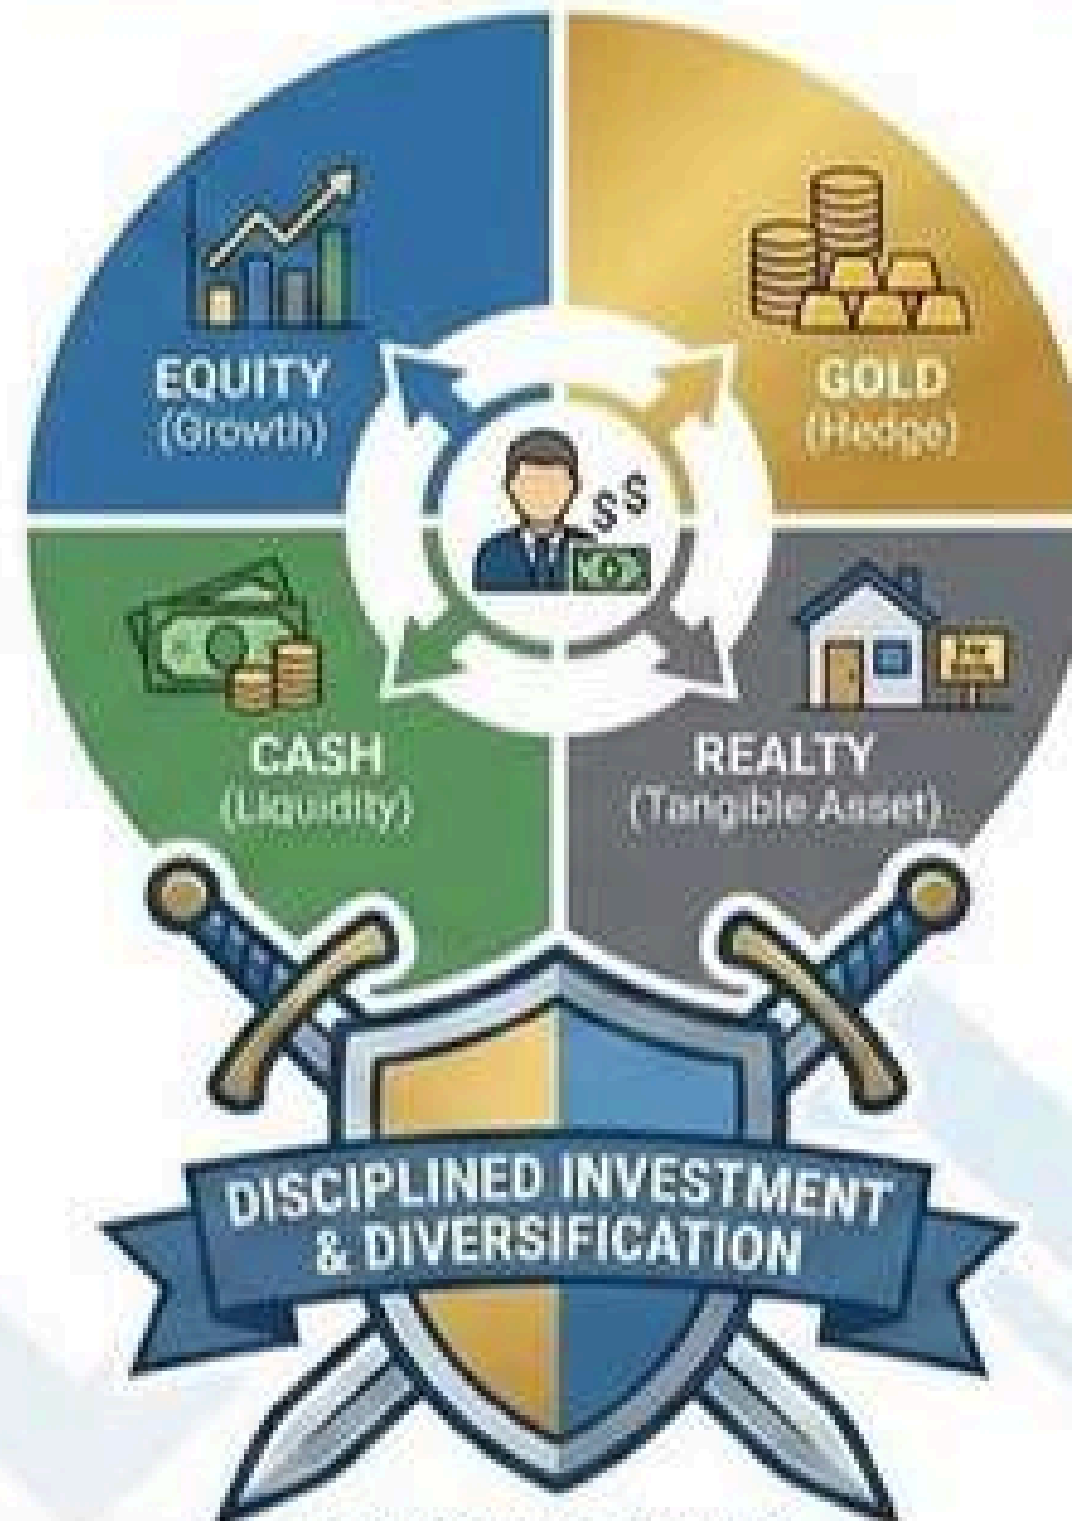 EQUITY
(Growth)
GOLD
(Hedge)
$ $
CASH
(Liquidity)
REALTY
(Tangible Asset)
DISCIPLINED INVESTMENT
& DIVERSIFICATION